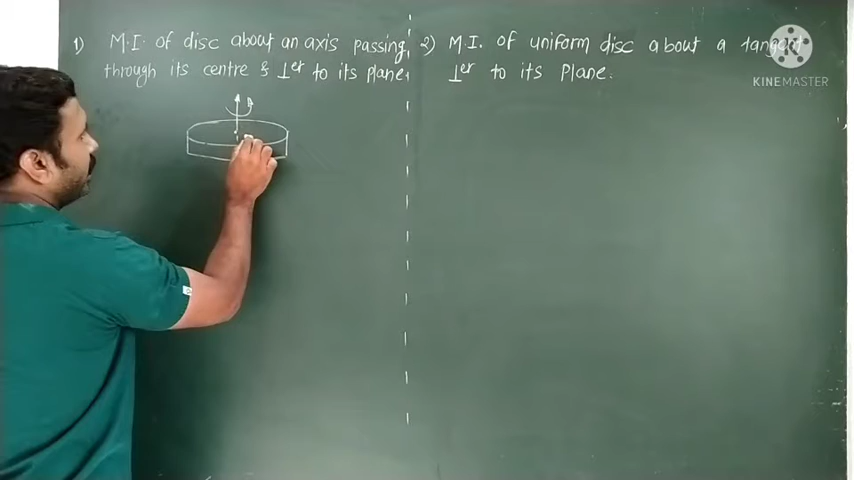 1) M.I. of disc about an axis passing
through its centre & ⊥er to its plane
2) M.I. of uniform disc about a tangent
⊥er to its plane.
KINEMASTER